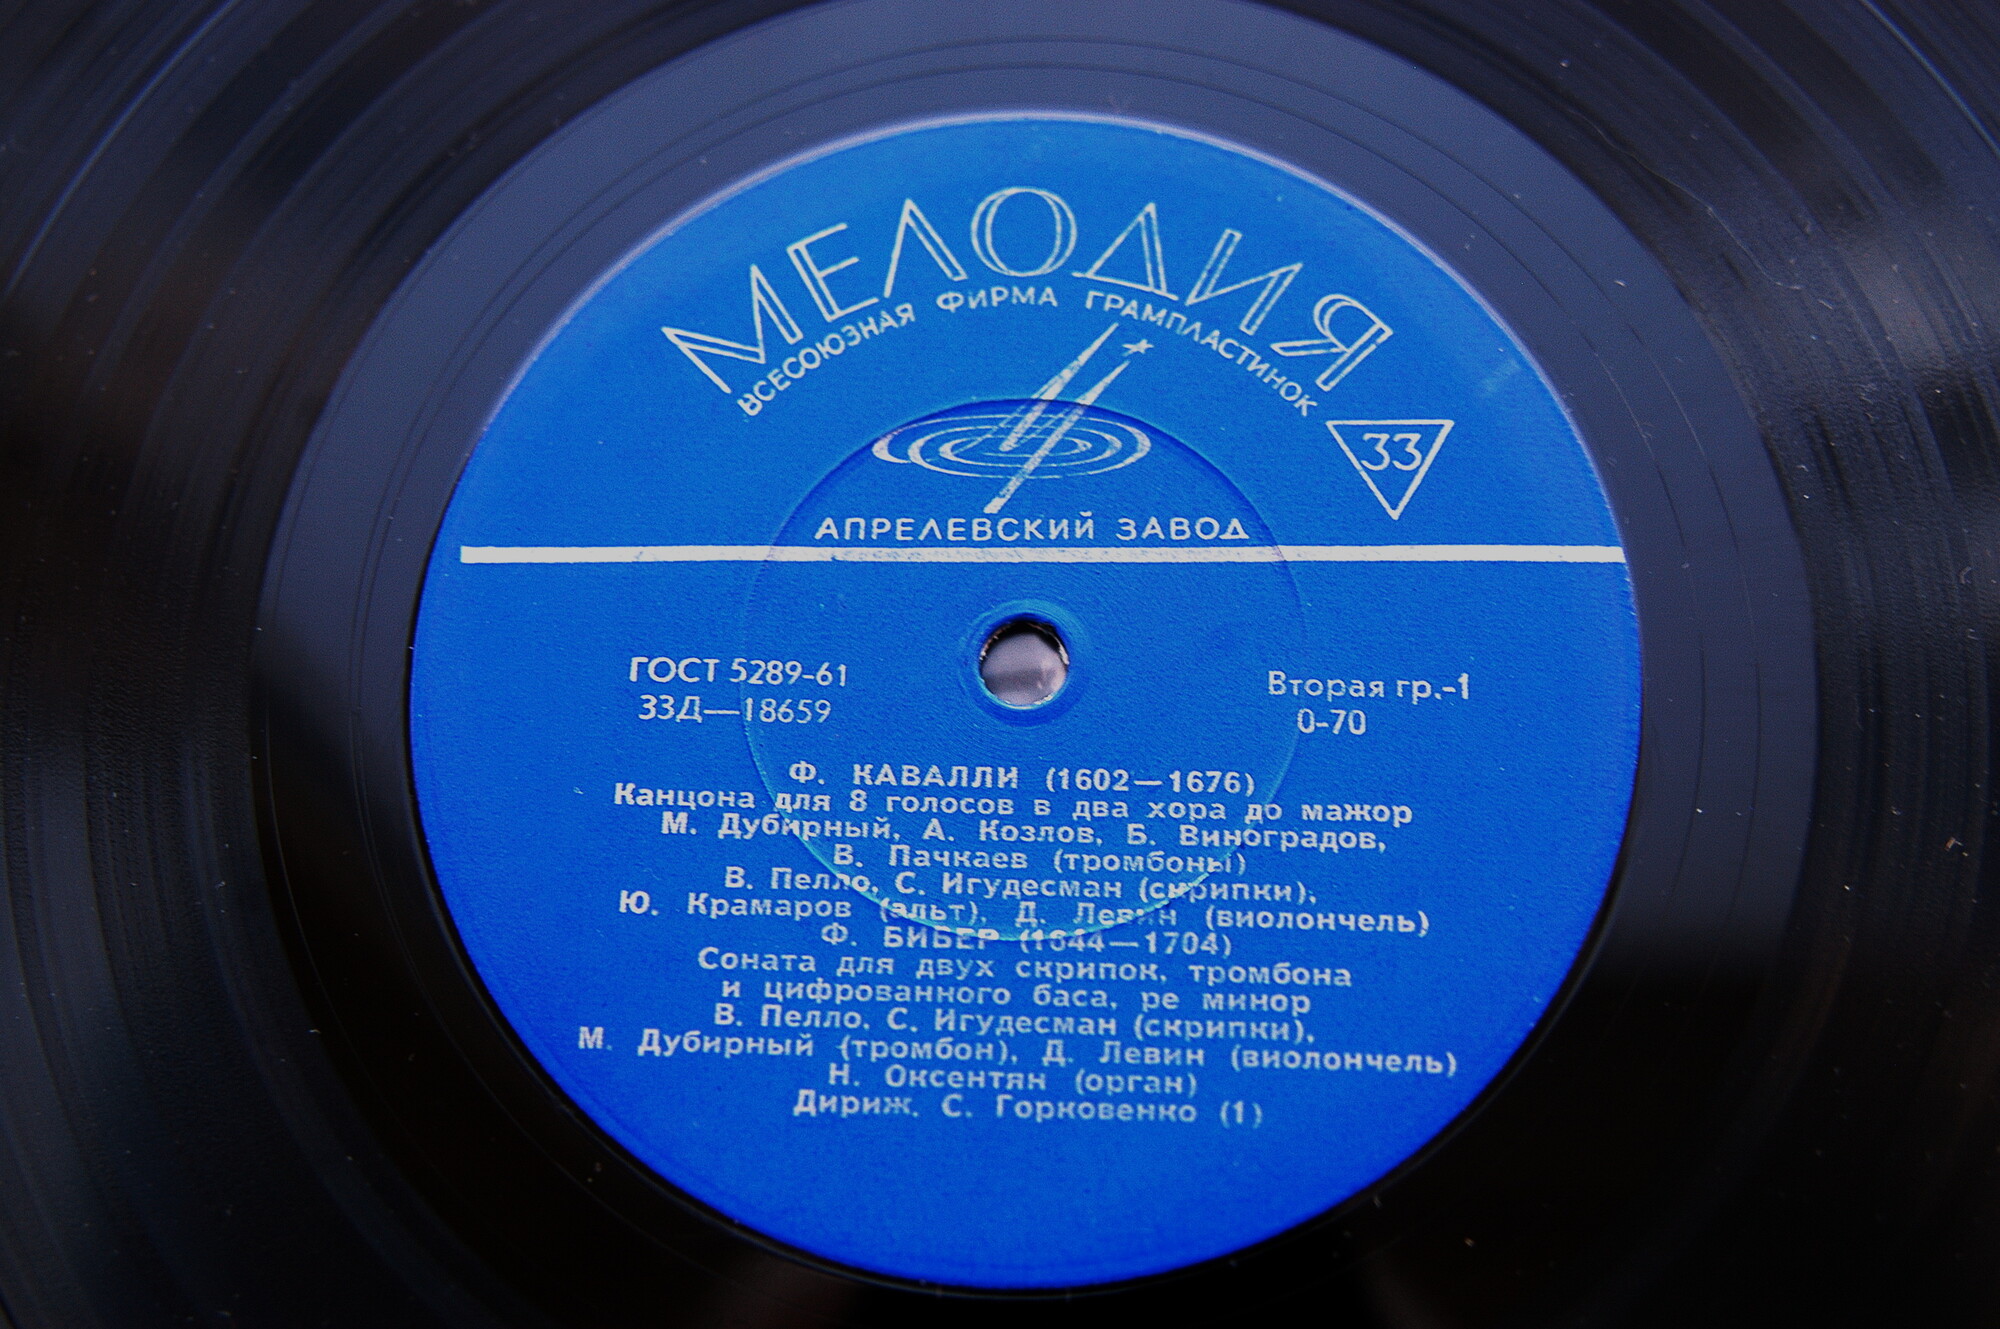 МЕЛОДИЯ
ВСЕСОЮЗНАЯ ФИРМА ГРАМПЛАСТИНОК
33
АПРЕЛЕВСКИЙ ЗАВОД
ГОСТ 5289-61
33Д—18659
Вторая гр.-1
0-70
Ф. КАВАЛЛИ (1602—1676)
Канцона для 8 голосов в два хора до мажор
М. Дубирный, А. Козлов, Б. Виноградов,
В. Пачкаев (тромбоны)
В. Пелло, С. Игудесман (скрипки),
Ю. Крамаров (альт), Д. Левин (виолончель)
Ф. БИБЕР (1644—1704)
Соната для двух скрипок, тромбона
и цифрованного баса, ре минор
В. Пелло, С. Игудесман (скрипки),
М. Дубирный (тромбон), Д. Левин (виолончель)
Н. Оксентян (орган)
Дириж. С. Горковенко (1)